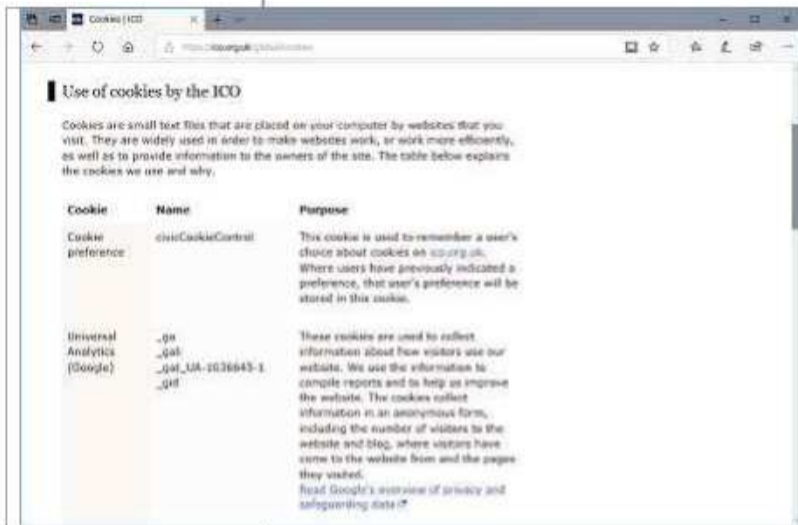 Cookies | ICO
Use of cookies by the ICO
Cookies are small text files that are placed on your computer by websites that you
visit. They are widely used in order to make websites work, or work more efficiently,
as well as to provide information to the owners of the site. The table below explains
the cookies we use and why.
Cookie Name Purpose
Cookie civicCookieControl This cookie is used to remember a user's
preference choice about cookies on ico.org.uk.
Where users have previously indicated a
preference, that user's preference will be
stored in this cookie.
Universal _ga These cookies are used to collect
Analytics information about how visitors use our
(Google) website. We use the information to
_gid compile reports and to help us improve
the website. The cookies collect
information in an anonymous form,
including the number of visitors to the
website and blog, where visitors have
come to the website from and the pages
they visited.
Read Google's overview of privacy and
safeguarding data